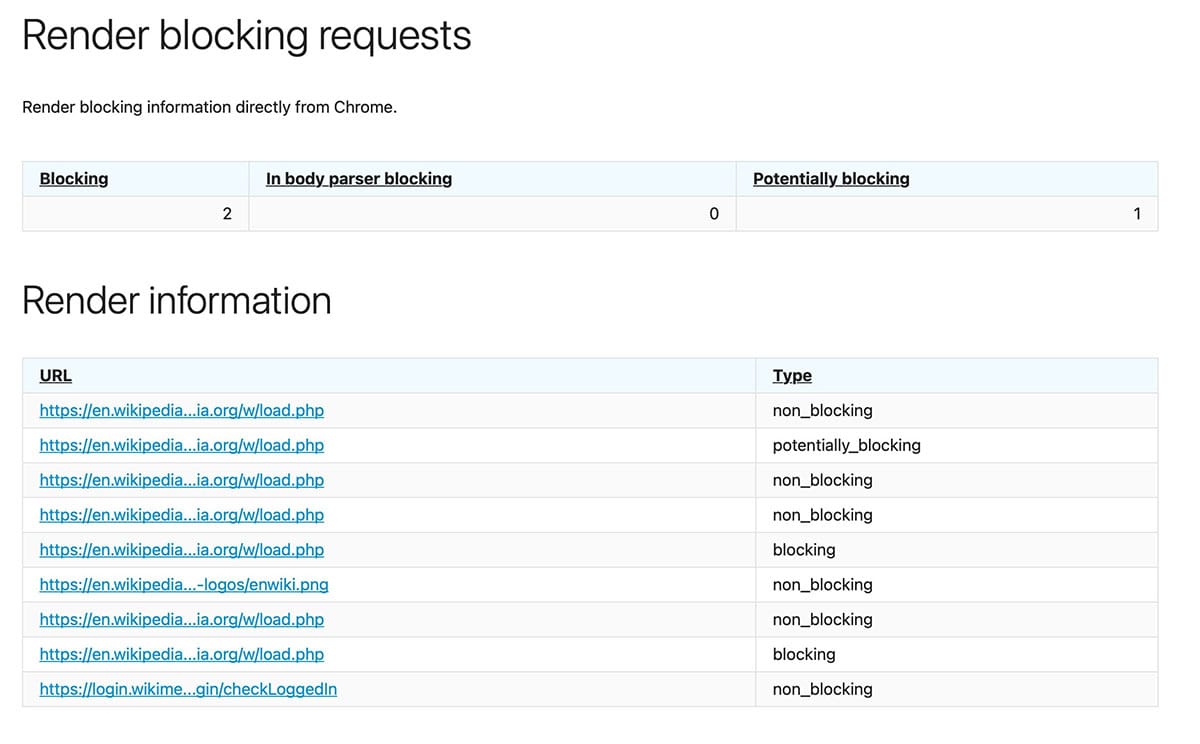 Render blocking requests
Render blocking information directly from Chrome.
Blocking In body parser blocking Potentially blocking
2 0 1
Render information
URL Type
https://en.wikipedia...ia.org/w/load.php non_blocking
https://en.wikipedia...ia.org/w/load.php potentially_blocking
https://en.wikipedia...ia.org/w/load.php non_blocking
https://en.wikipedia...ia.org/w/load.php non_blocking
https://en.wikipedia...ia.org/w/load.php blocking
https://en.wikipedia...-logos/enwiki.png non_blocking
https://en.wikipedia...ia.org/w/load.php non_blocking
https://en.wikipedia...ia.org/w/load.php blocking
https://login.wikime...gin/checkLoggedIn non_blocking